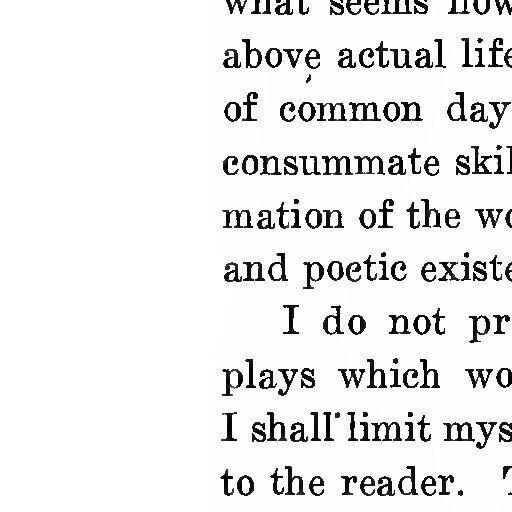 what seems
above actual life
of common day
consummate skil
mation of the wo
and poetic existe
I do not pr
plays which wo
I shall limit mys
to the reader.